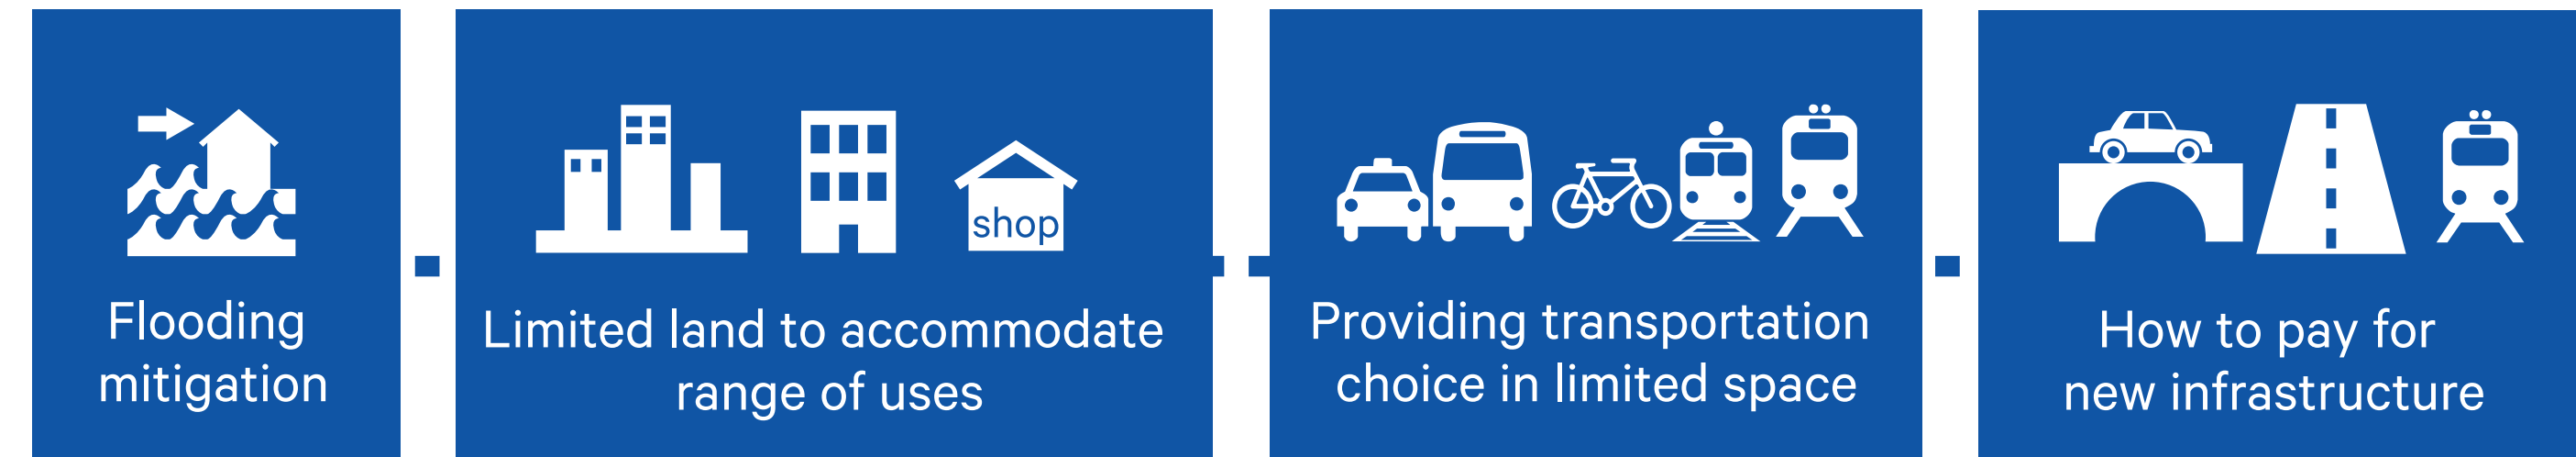 Flooding
mitigation
shop
Limited land to accommodate
range of uses
Providing transportation
choice in limited space
How to pay for
new infrastructure